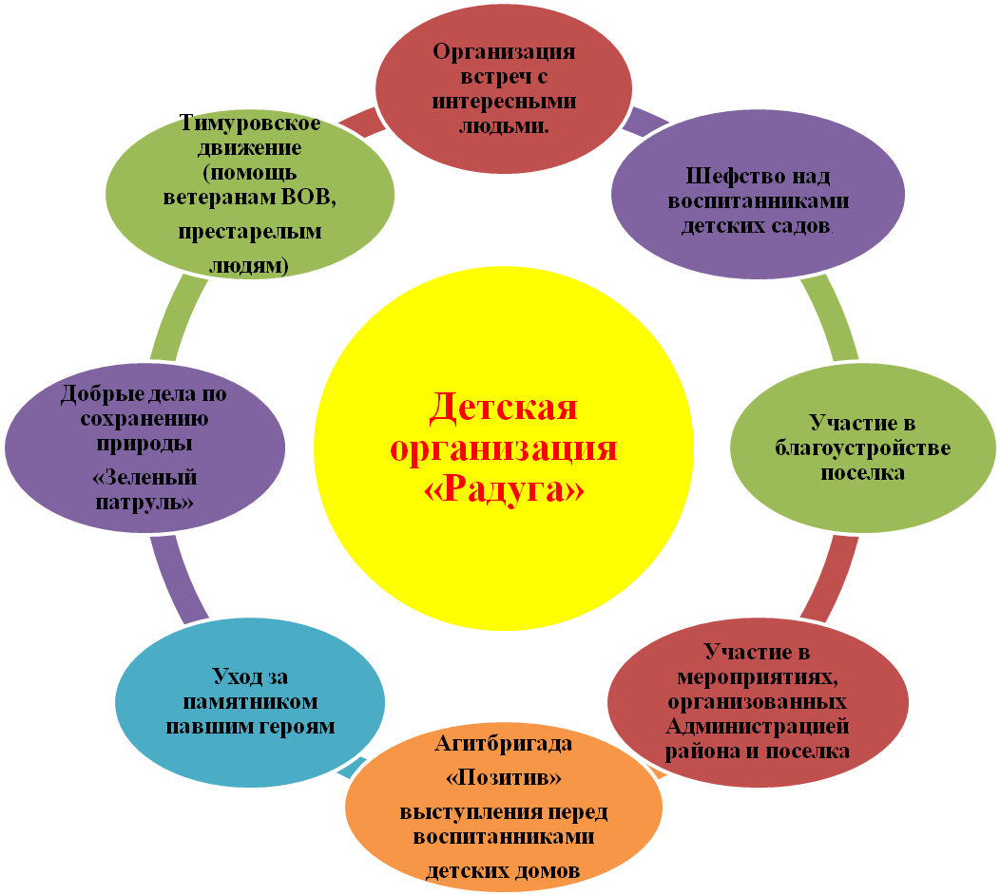 Организация
встреч с
интересными
людьми.
Шефство над
воспитанниками
детских садов.
Участие в
благоустройстве
поселка
Участие в
мероприятиях,
организованных
Администрацией
района и поселка
Агитбригада
«Позитив»
выступления перед
воспитанниками
детских домов
Уход за
памятником
павшим героям
Добрые дела по
сохранению
природы
«Зеленый
патруль»
Тимуровское
движение
(помощь
ветеранам ВОВ,
престарелым
людям)
Детская
организация
«Радуга»